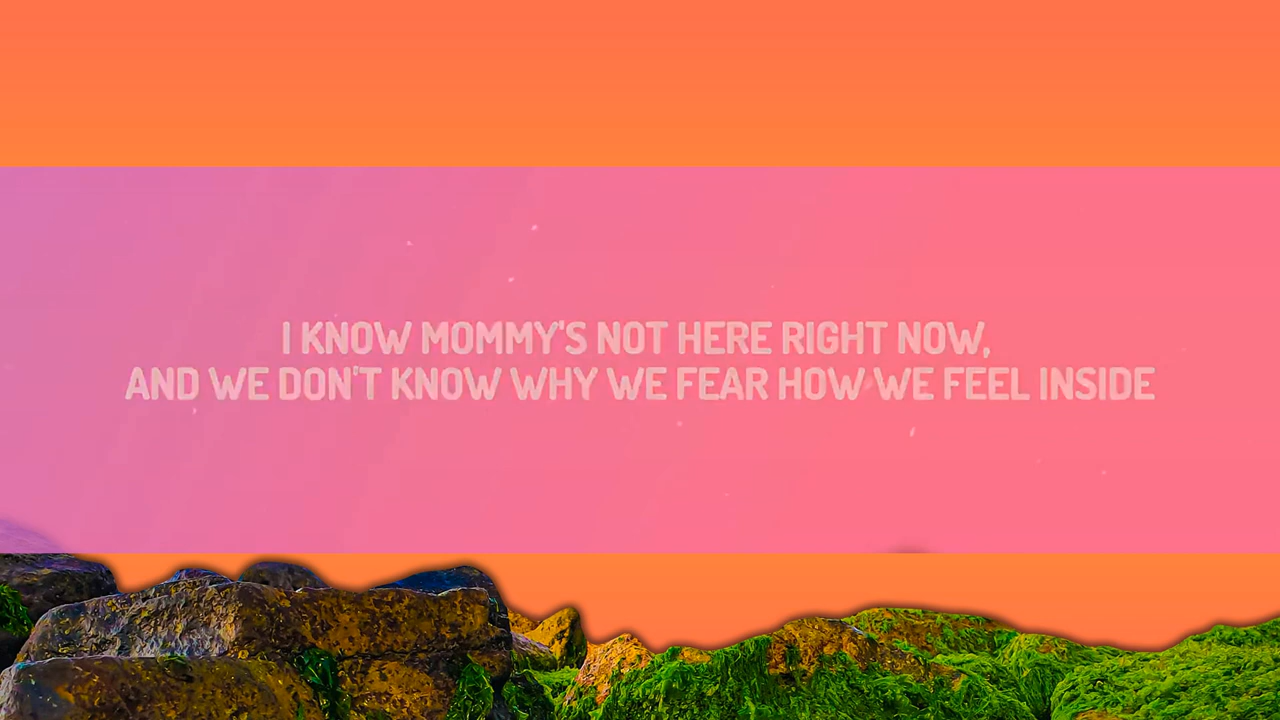 I KNOW MOMMY'S NOT HERE RIGHT NOW,
AND WE DON'T KNOW WHY WE FEAR HOW WE FEEL INSIDE